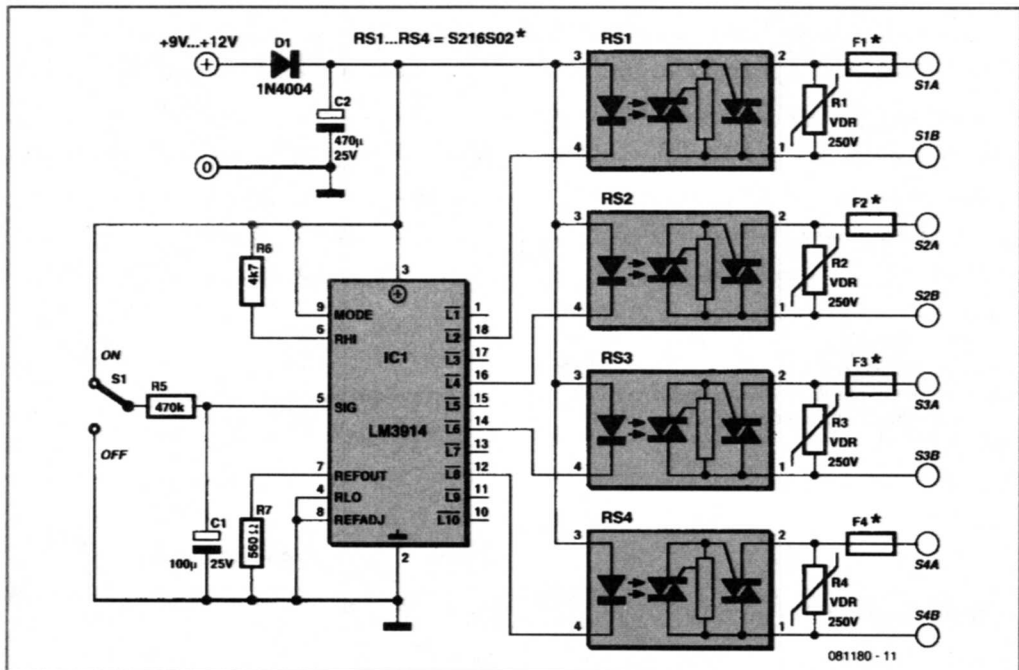 +9V...+12V
D1
1N4004
RS1...RS4 = S216S02*
C2
470µ
25V
0
RS1
3
2
4
1
F1*
S1A
R1
VDR
250V
S1B
RS2
3
2
4
1
F2*
S2A
R2
VDR
250V
S2B
RS3
3
2
4
1
F3*
S3A
R3
VDR
250V
S3B
RS4
3
2
4
1
F4*
S4A
R4
VDR
250V
S4B
R6
4k7
ON
S1
OFF
R5
470k
C1
100µ
25V
R7
560Ω
3
9
MODE
6
RHI
IC1
5
SIG
LM3914
7
REFOUT
4
RLO
8
REFADJ
2
L1
1
L2
18
L3
17
L4
16
L5
15
L6
14
L7
13
L8
12
L9
11
L10
10
081180 - 11